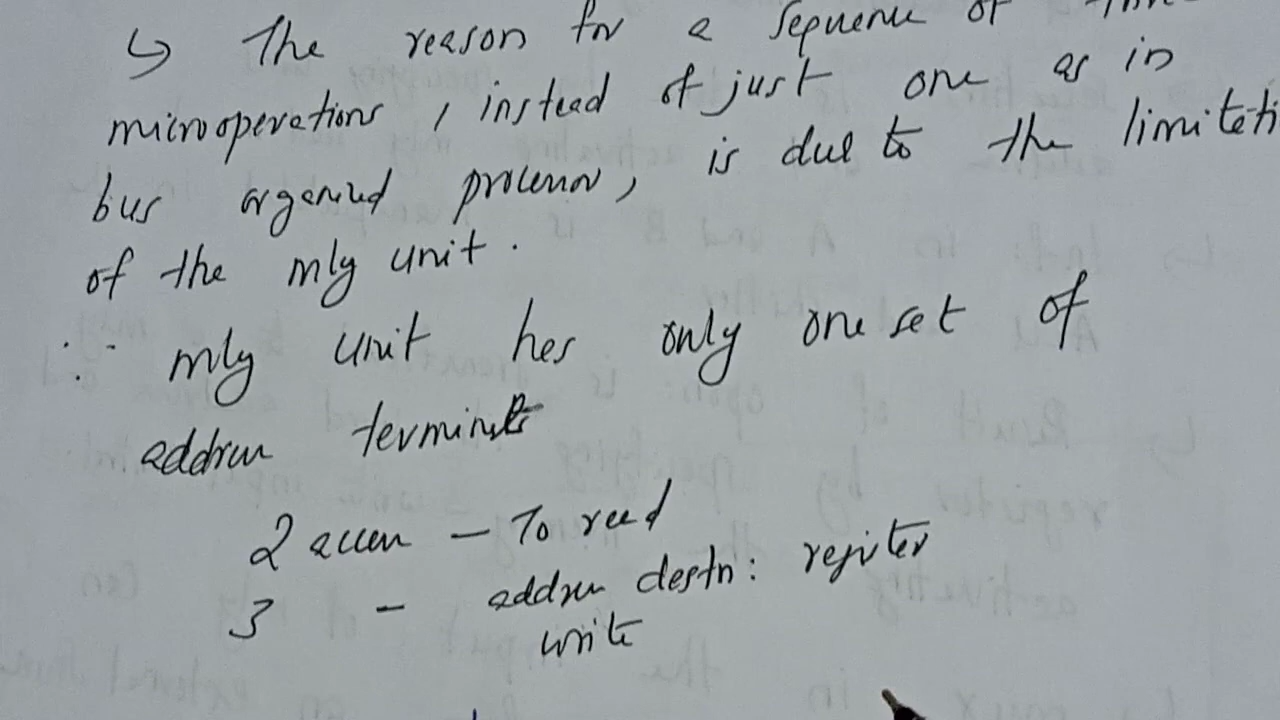 ↳ The reason for a sequence of
microoperations, instead of just one as in
bus organized processor, is due to the limitati
of the mly unit.
∵ mly unit has only one set of
address terminals
2 access – To read
3 – address destn: register
write